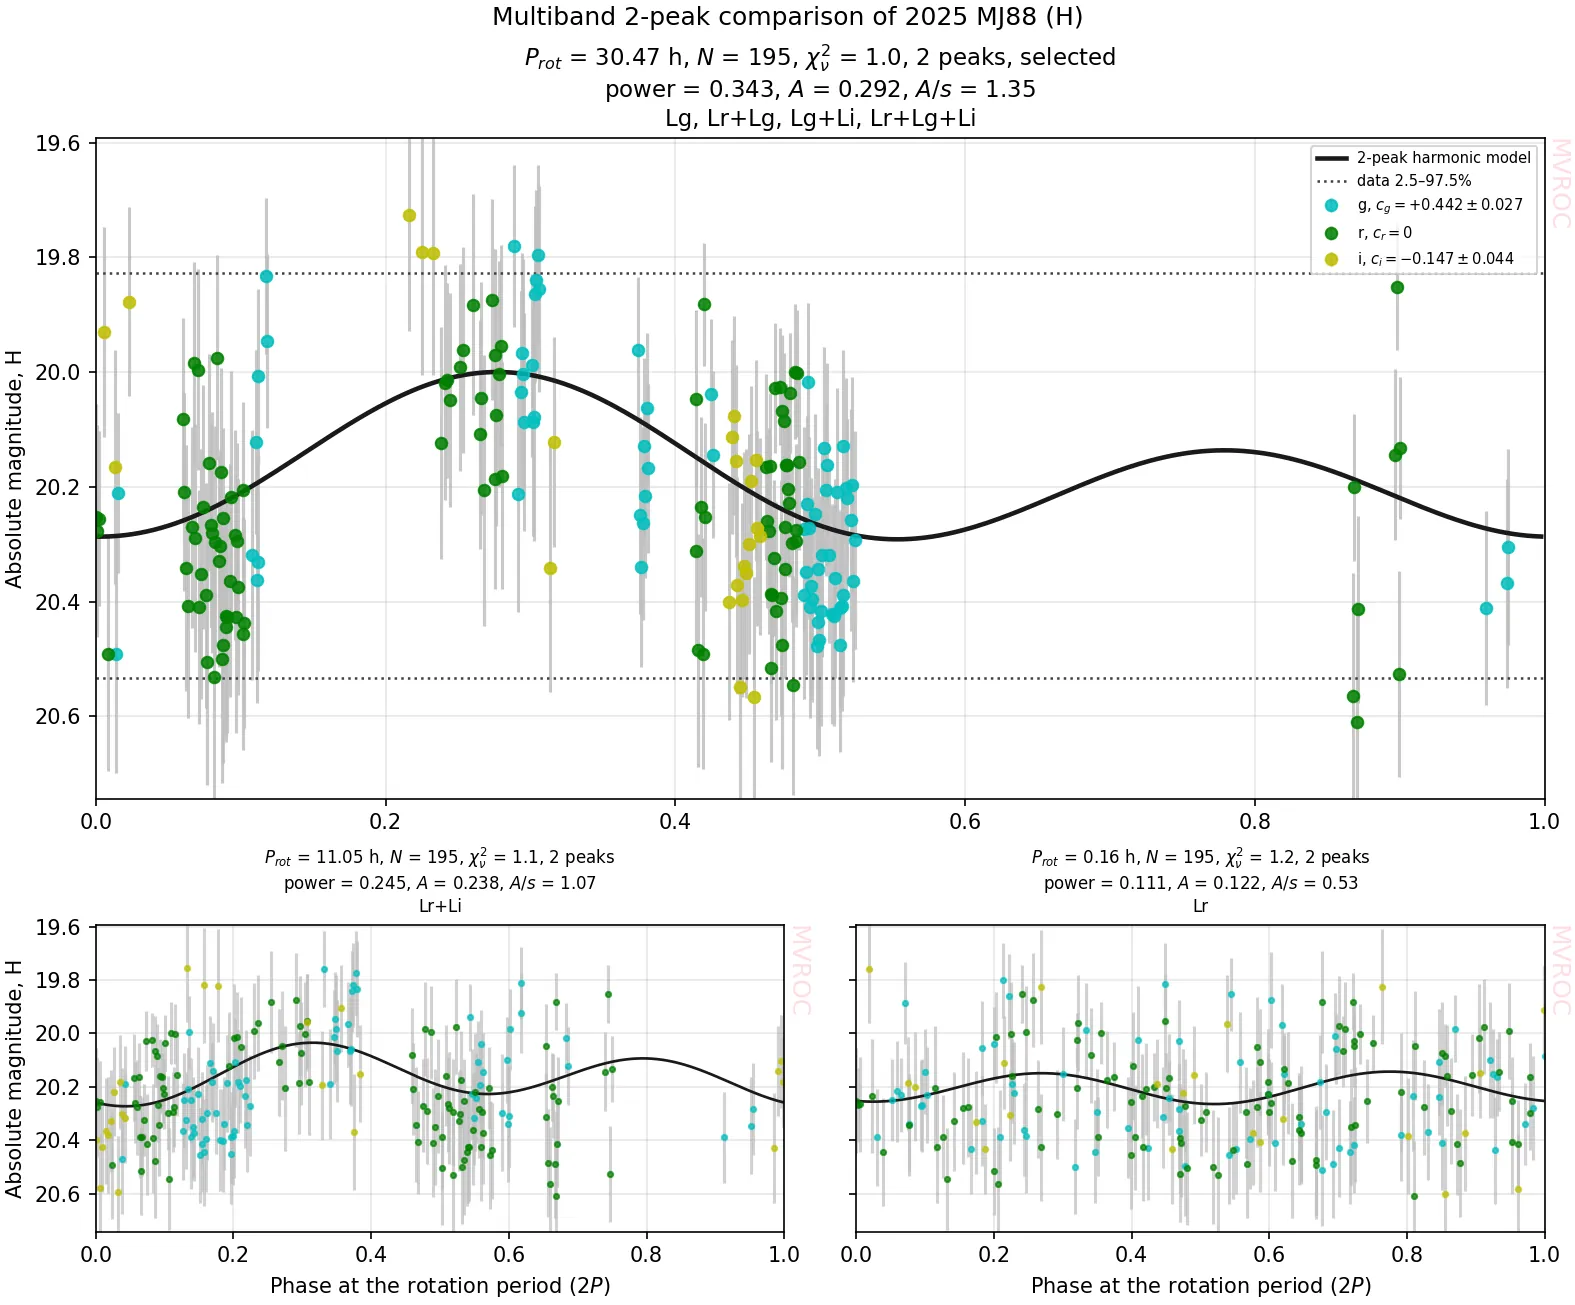 Multiband 2-peak comparison of 2025 MJ88 (H)
P_rot = 30.47 h, N = 195, χ²_ν = 1.0, 2 peaks, selected
power = 0.343, A = 0.292, A/s = 1.35
Lg, Lr+Lg, Lg+Li, Lr+Lg+Li
Absolute magnitude, H
19.6
19.8
20.0
20.2
20.4
20.6
0.0
0.2
0.4
0.6
0.8
1.0
2-peak harmonic model
data 2.5–97.5%
g, c_g = +0.442 ± 0.027
r, c_r = 0
i, c_i = −0.147 ± 0.044
MVROC
P_rot = 11.05 h, N = 195, χ²_ν = 1.1, 2 peaks
power = 0.245, A = 0.238, A/s = 1.07
Lr+Li
Absolute magnitude, H
19.6
19.8
20.0
20.2
20.4
20.6
0.0
0.2
0.4
0.6
0.8
1.0
Phase at the rotation period (2P)
MVROC
P_rot = 0.16 h, N = 195, χ²_ν = 1.2, 2 peaks
power = 0.111, A = 0.122, A/s = 0.53
Lr
0.0
0.2
0.4
0.6
0.8
1.0
Phase at the rotation period (2P)
MVROC